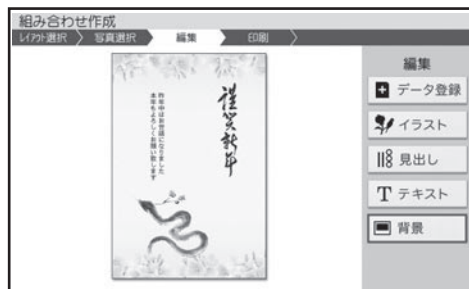 組み合わせ作成
レイアウト選択
写真選択
編集
印刷
編集
データ登録
イラスト
見出し
テキスト
背景
謹賀新年
昨年中はお世話になりました
本年もよろしくお願い致します